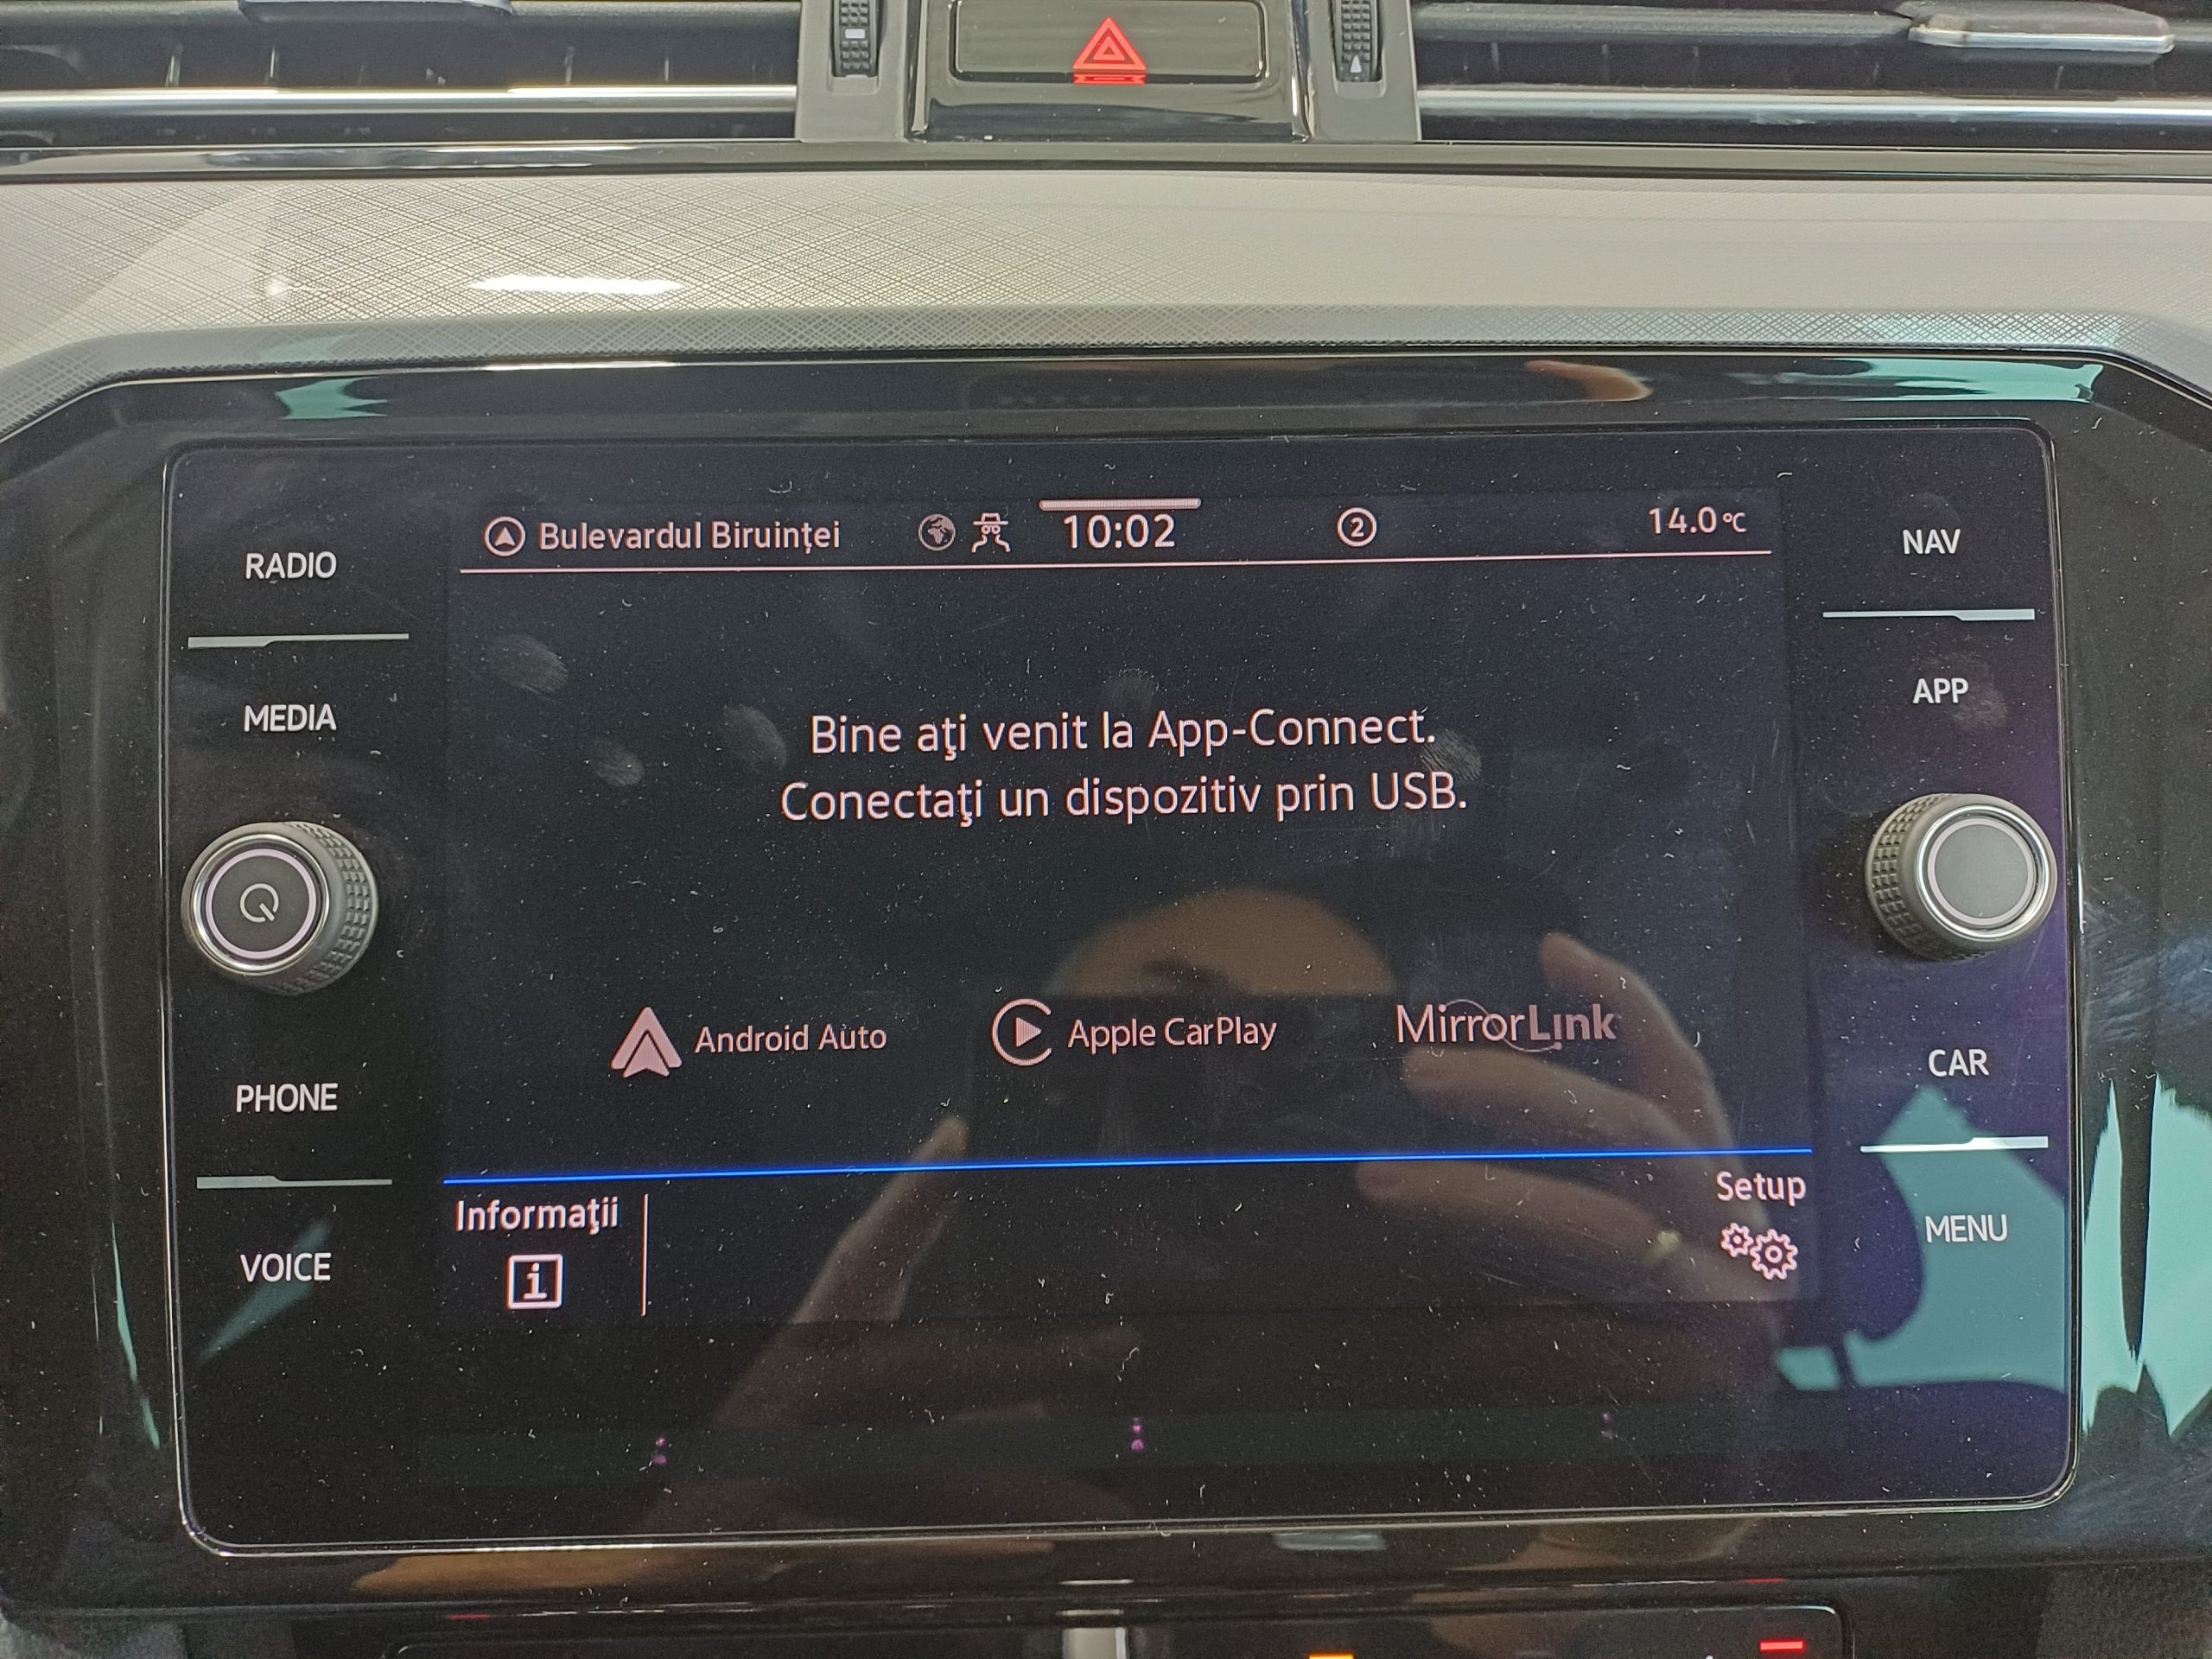 Bulevardul Biruinței 10:02 2 14.0°C
RADIO
NAV
MEDIA
APP
Bine aţi venit la App-Connect.
Conectaţi un dispozitiv prin USB.
Android Auto Apple CarPlay MirrorLink
PHONE
CAR
Informaţii
Setup
VOICE
i
MENU